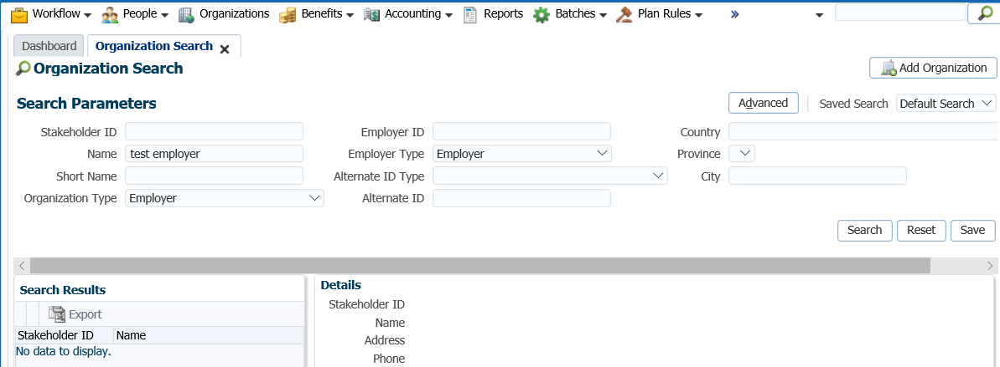 Workflow People Organizations Benefits Accounting Reports Batches Plan Rules »
Dashboard Organization Search
Organization Search Add Organization
Search Parameters Advanced Saved Search Default Search
Stakeholder ID Employer ID Country
Name test employer Employer Type Employer Province
Short Name Alternate ID Type City
Organization Type Employer Alternate ID
Search Reset Save
Search Results
Export
Stakeholder ID Name
No data to display.
Details
Stakeholder ID
Name
Address
Phone